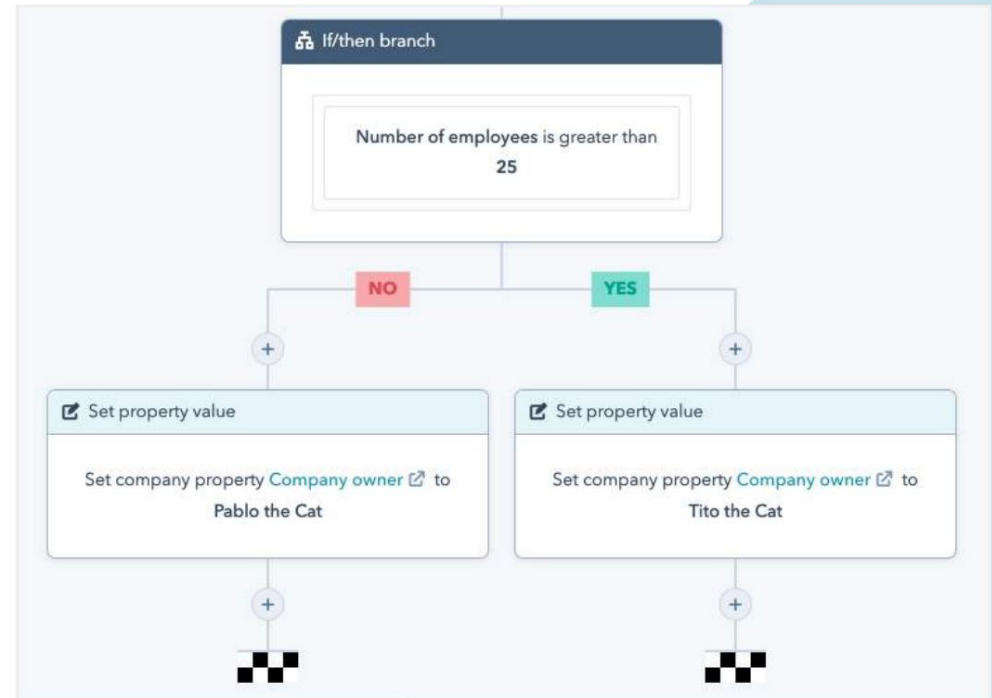 If/then branch
Number of employees is greater than
25
NO
YES
Set property value
Set company property Company owner to
Pablo the Cat
Set property value
Set company property Company owner to
Tito the Cat